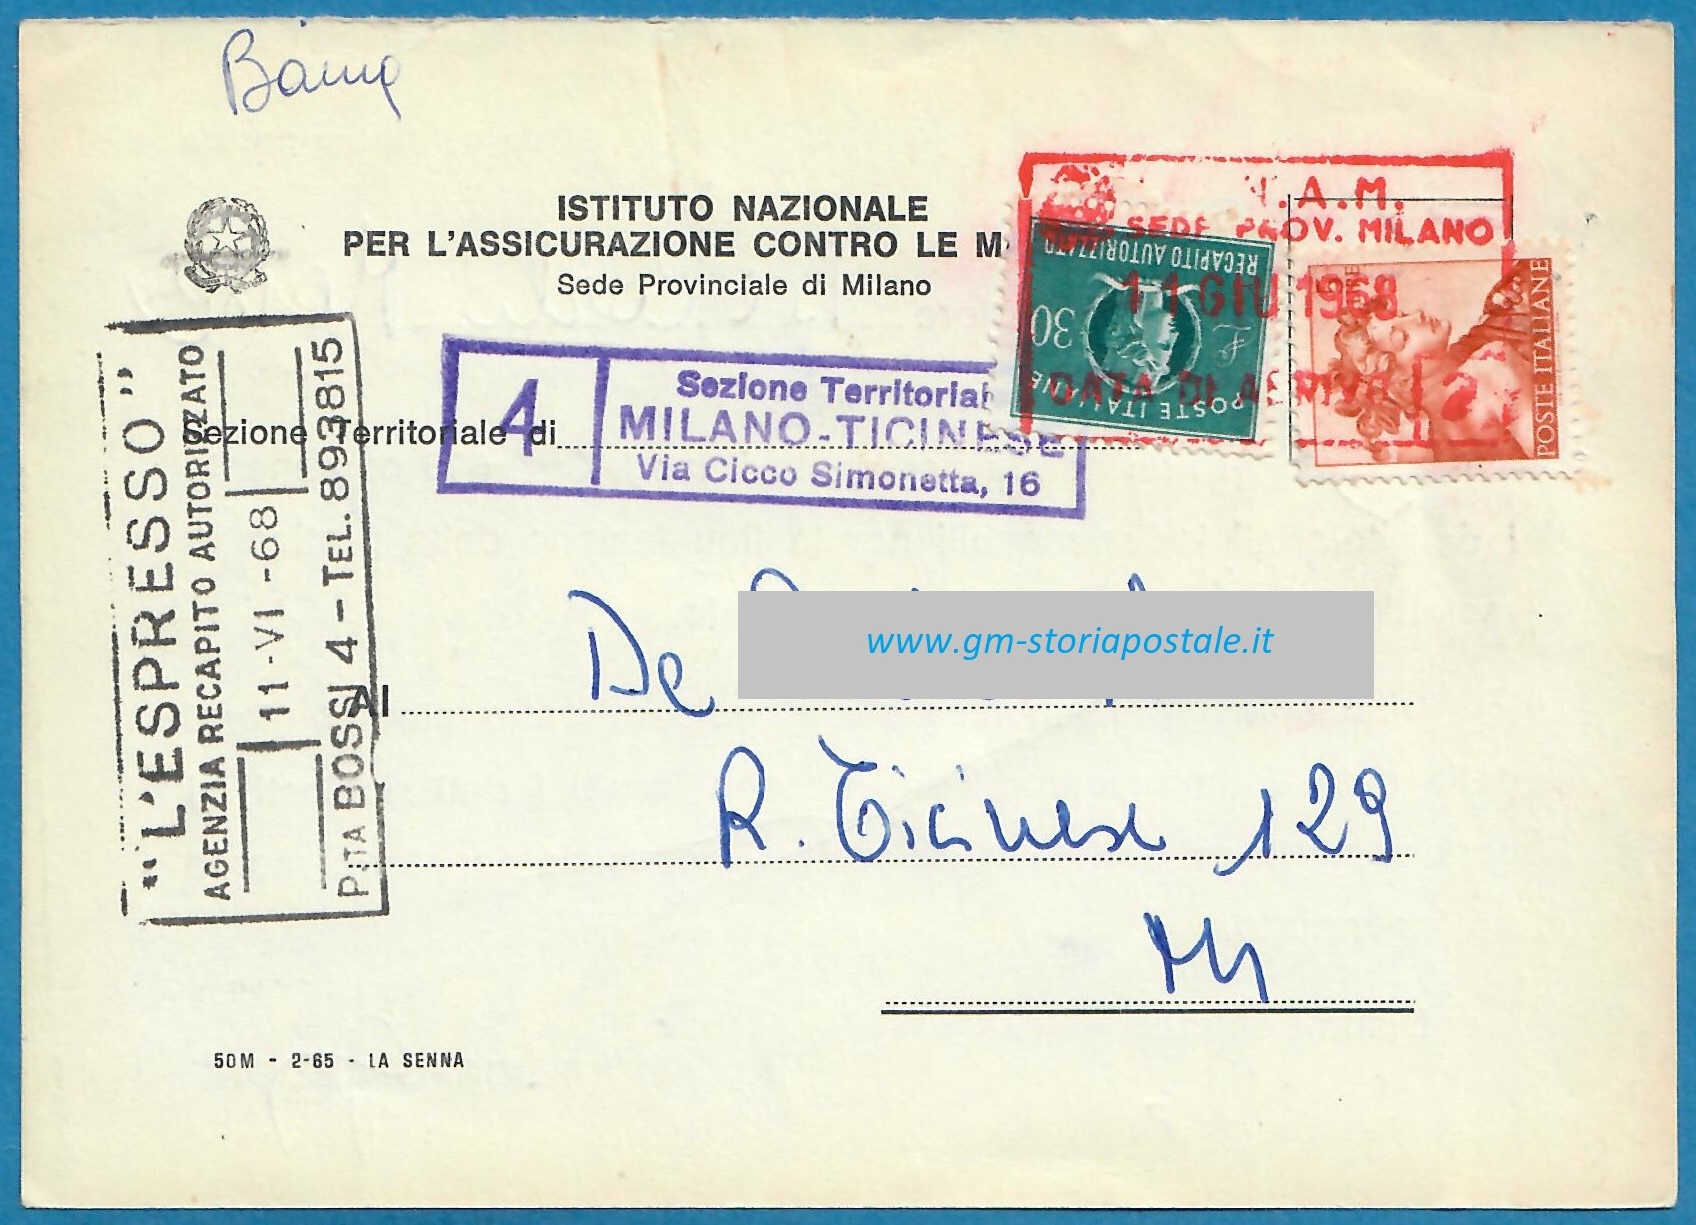 ISTITUTO NAZIONALE
PER L'ASSICURAZIONE CONTRO LE M
Sede Provinciale di Milano
I.A.M.
SEDE PROV. MILANO
11 GIU 1968
DATA DI ARRIVO
RECAPITO AUTORIZZATO
30
POSTE ITALIANE
POSTE ITALIANE
4
Sezione Territorial
MILANO-TICINESE
Via Cicco Simonetta, 16
Sezione Territoriale di
"L'ESPRESSO"
AGENZIA RECAPITO AUTORIZZATO
11-VI-68
P.TA BOSSI 4 - TEL. 8938815
www.gm-storiapostale.it
Al De
R. Ticinese 129
50M - 2-65 - LA SENNA